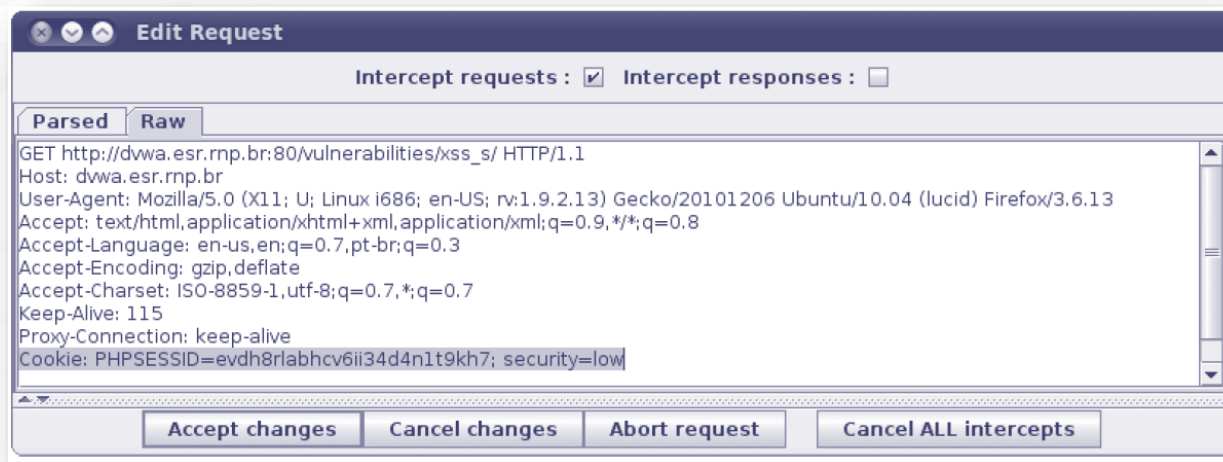 Edit Request
Intercept requests : Intercept responses :
Parsed Raw
GET http://dvwa.esr.rnp.br:80/vulnerabilities/xss_s/ HTTP/1.1
Host: dvwa.esr.rnp.br
User-Agent: Mozilla/5.0 (X11; U; Linux i686; en-US; rv:1.9.2.13) Gecko/20101206 Ubuntu/10.04 (lucid) Firefox/3.6.13
Accept: text/html,application/xhtml+xml,application/xml;q=0.9,*/*;q=0.8
Accept-Language: en-us,en;q=0.7,pt-br;q=0.3
Accept-Encoding: gzip,deflate
Accept-Charset: ISO-8859-1,utf-8;q=0.7,*;q=0.7
Keep-Alive: 115
Proxy-Connection: keep-alive
Cookie: PHPSESSID=evdh8rlabhcv6ii34d4n1t9kh7; security=low
Accept changes Cancel changes Abort request Cancel ALL intercepts